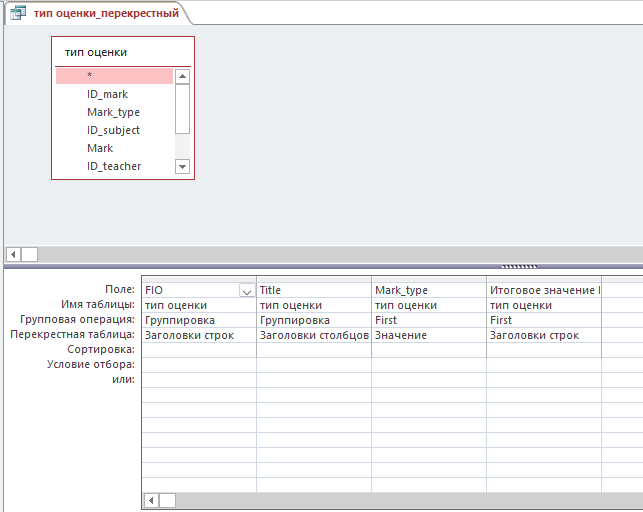 тип оценки_перекрестный
тип оценки
*
ID_mark
Mark_type
ID_subject
Mark
ID_teacher
Поле: FIO Title Mark_type Итоговое значение
Имя таблицы: тип оценки тип оценки тип оценки тип оценки
Групповая операция: Группировка Группировка First First
Перекрестная таблица: Заголовки строк Заголовки столбцов Значение Заголовки строк
Сортировка:
Условие отбора:
или: